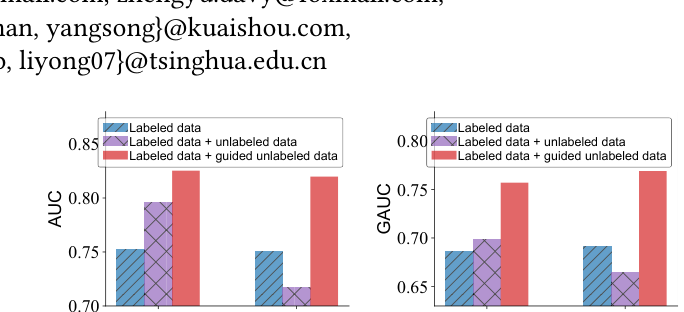 man, yangsong}@kuaishou.com,
liyong07}@tsinghua.edu.cn
Labeled data
Labeled data + unlabeled data
Labeled data + guided unlabeled data
0.85
0.80
0.75
0.70
AUC
Labeled data
Labeled data + unlabeled data
Labeled data + guided unlabeled data
0.80
0.75
0.70
0.65
GAUC